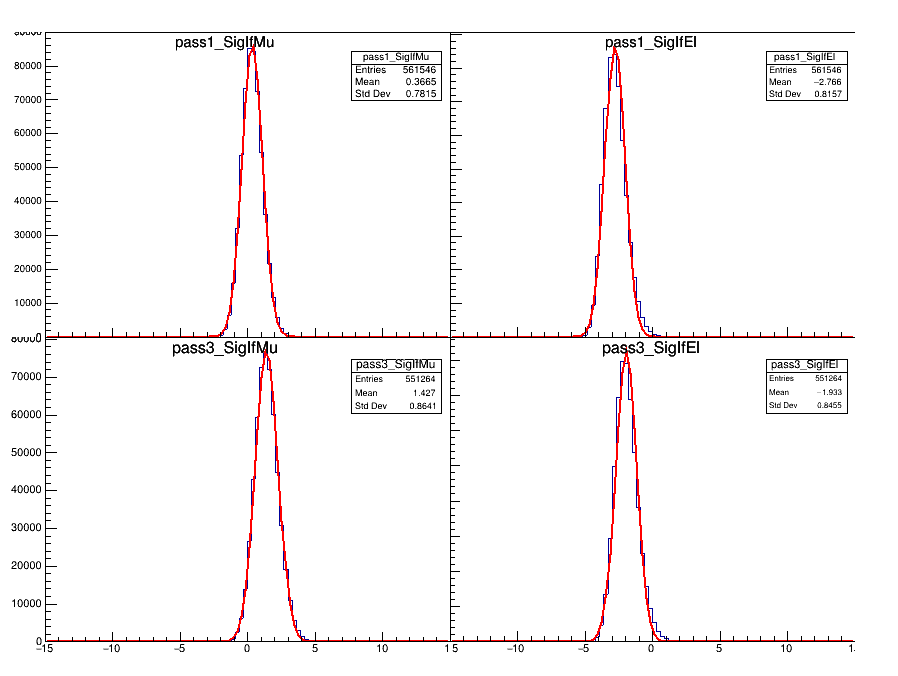 pass1_SigIfMu
pass1_SigIfMu
Entries 561546
Mean 0.3665
Std Dev 0.7815
90000
80000
70000
60000
50000
40000
30000
20000
10000
0
pass1_SigIfEl
pass1_SigIfEl
Entries 561546
Mean −2.766
Std Dev 0.8157
pass3_SigIfMu
pass3_SigIfMu
Entries 551264
Mean 1.427
Std Dev 0.8641
80000
70000
60000
50000
40000
30000
20000
10000
0
−15 −10 −5 0 5 10
pass3_SigIfEl
pass3_SigIfEl
Entries 551264
Mean −1.933
Std Dev 0.8455
−10 −5 0 5 10